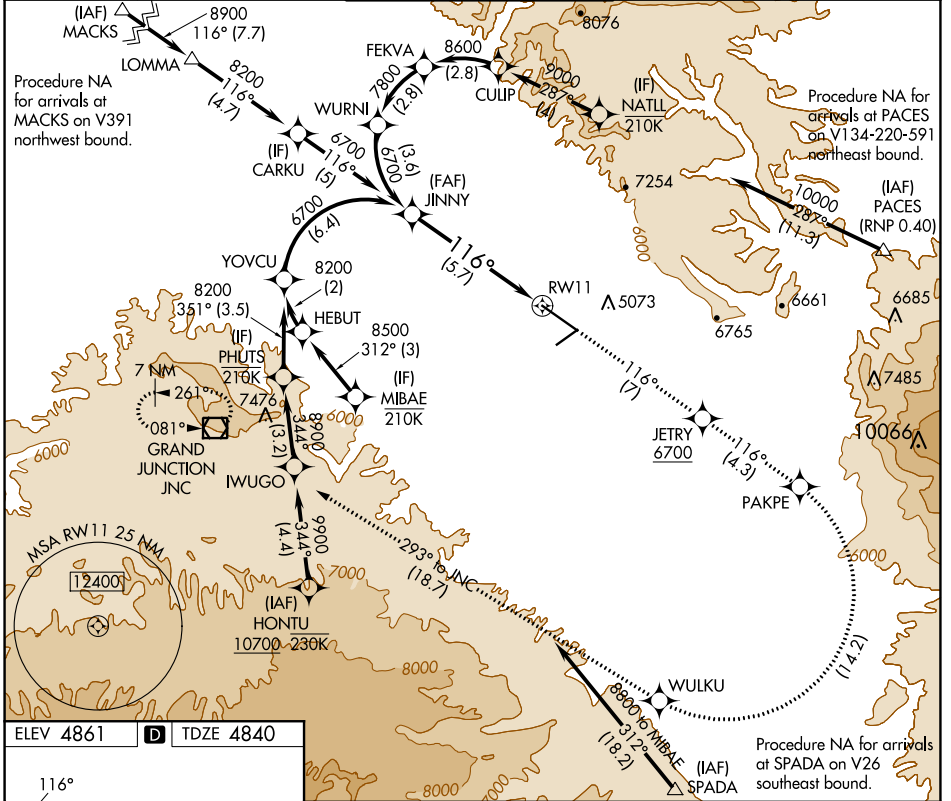 (IAF)
MACKS
8900
116° (7.7)
LOMMA
8200
116°
(4.7)
Procedure NA
for arrivals at
MACKS on V391
northwest bound.
(IF)
CARKU
6700
116°
(5)
FEKVA
8600
(2.8)
CULIP
7800
(2.8)
WURNI
6700
(3.6)
9000
287°
(4)
(IF)
NATLL
210K
8076
Procedure NA for
arrivals at PACES
on V134-220-591
northeast bound.
7254
6000
10000
287°
(11.3)
(IAF)
PACES
(RNP 0.40)
(FAF)
JINNY
6700
(6.4)
116°
(5.7)
YOVCU
8200
(2)
8200
351° (3.5)
HEBUT
8500
312° (3)
(IF)
PHUTS
210K
(IF)
MIBAE
210K
RW11
5073
6765
6661
6685
7485
10066
7 NM
261°
081°
7476
GRAND
JUNCTION
JNC
6000
6000
8900
344°
(3.2)
IWUGO
9900
344°
(4.4)
(IAF)
HONTU
10700 230K
7000
116°
(7)
JETRY
6700
116°
(4.3)
PAKPE
6000
(14.2)
293° to JNC
(18.7)
WULKU
8800 to MIBAE
312°
(18.2)
(IAF)
SPADA
Procedure NA for arrivals
at SPADA on V26
southeast bound.
MSA RW11 25 NM
12400
8000
8000
ELEV 4861 D TDZE 4840
116°